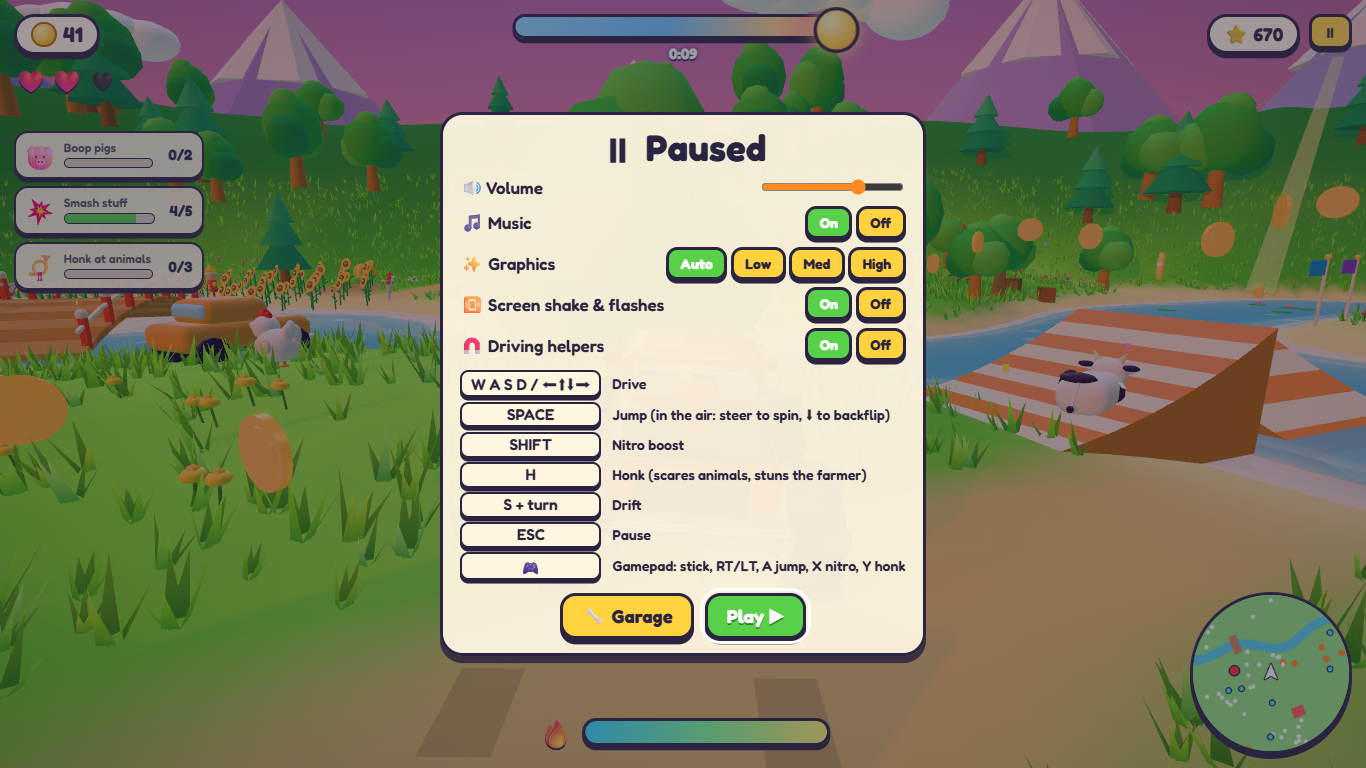 41
0:09
670
Boop pigs
0/2
Smash stuff
4/5
Honk at animals
0/3
Paused
Volume
Music On Off
Graphics Auto Low Med High
Screen shake & flashes On Off
Driving helpers On Off
W A S D / ←↑↓→ Drive
SPACE Jump (in the air: steer to spin, ↓ to backflip)
SHIFT Nitro boost
H Honk (scares animals, stuns the farmer)
S + turn Drift
ESC Pause
Gamepad: stick, RT/LT, A jump, X nitro, Y honk
Garage Play ▶